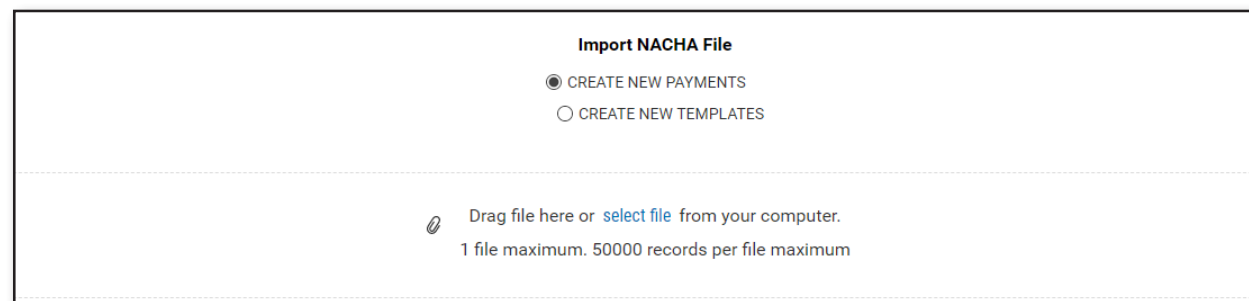 Import NACHA File
CREATE NEW PAYMENTS
CREATE NEW TEMPLATES
Drag file here or select file from your computer.
1 file maximum. 50000 records per file maximum